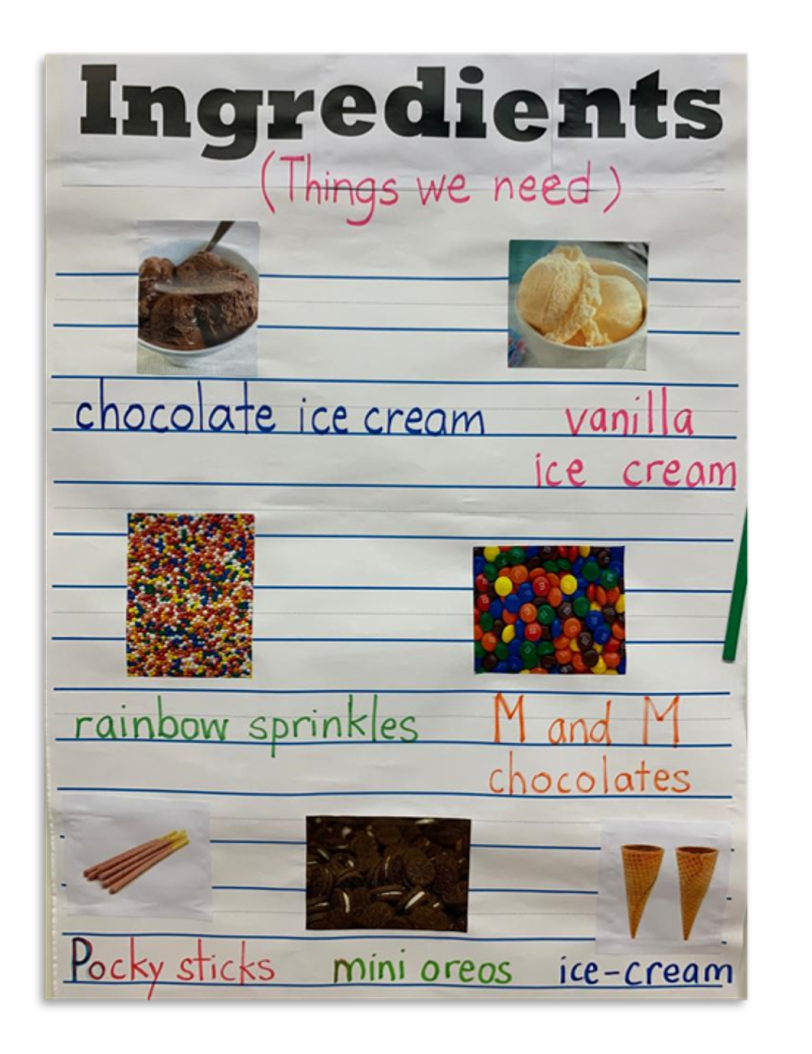 Ingredients
(Things we need)
chocolate ice cream
vanilla
ice cream
rainbow sprinkles
M and M
chocolates
Pocky sticks
mini oreos
ice-cream